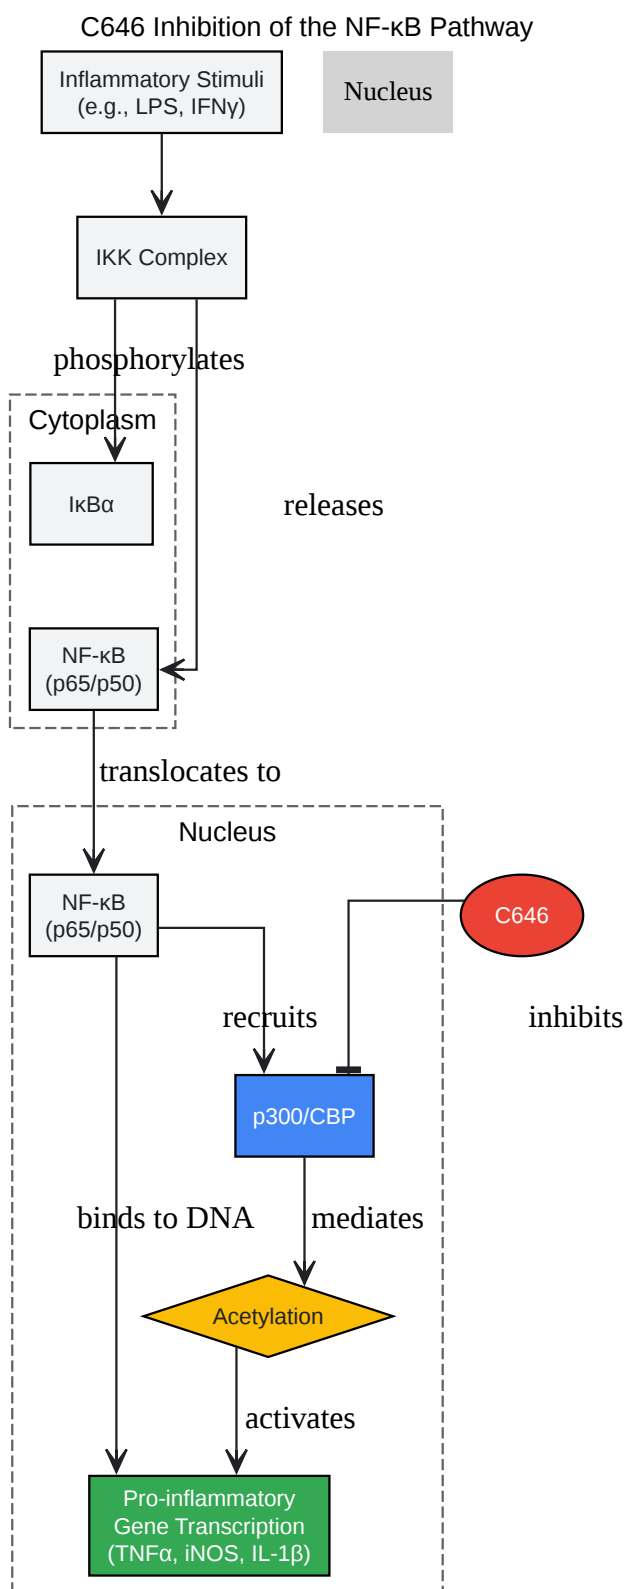 C646 Inhibition of the NF-κB Pathway
Inflammatory Stimuli
(e.g., LPS, IFNγ)
Nucleus
IKK Complex
phosphorylates
Cytoplasm
IκBα
releases
NF-κB
(p65/p50)
translocates to
Nucleus
NF-κB
(p65/p50)
C646
recruits
inhibits
p300/CBP
binds to DNA
mediates
Acetylation
activates
Pro-inflammatory
Gene Transcription
(TNFα, iNOS, IL-1β)